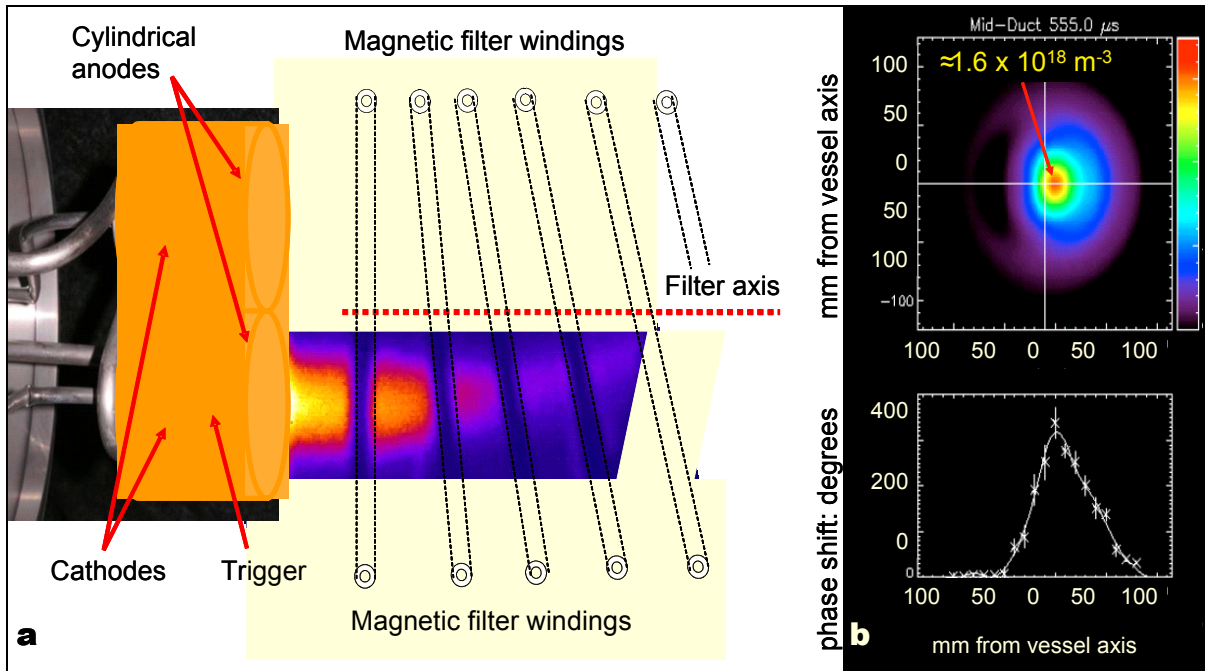 Cylindrical
anodes
Magnetic filter windings
Filter axis
Cathodes
Trigger
Magnetic filter windings
a
Mid-Duct 555.0 μs
≈1.6 x 10¹⁸ m⁻³
mm from vessel axis
100
50
0
50
100
-100
100 50 0 50 100
phase shift: degrees
400
200
0
0
100 50 0 50 100
mm from vessel axis
b